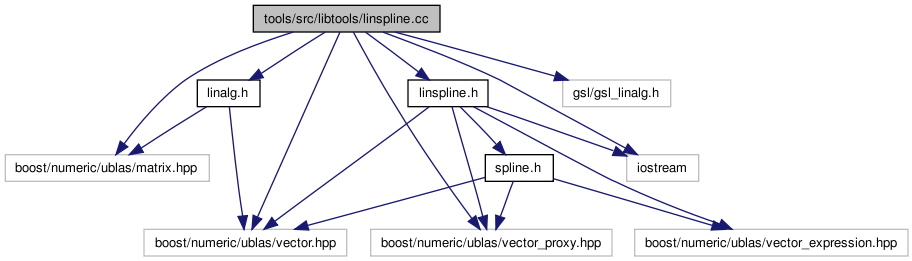 tools/src/libtools/linspline.cc
linalg.h
linspline.h
gsl/gsl_linalg.h
boost/numeric/ublas/matrix.hpp
spline.h
iostream
boost/numeric/ublas/vector.hpp
boost/numeric/ublas/vector_proxy.hpp
boost/numeric/ublas/vector_expression.hpp